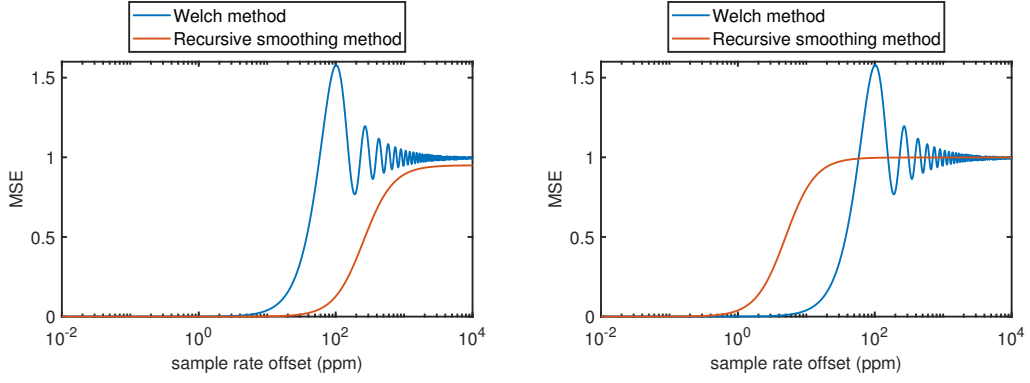 Welch method
Recursive smoothing method
1.5
1
0.5
0
MSE
10-2
100
102
104
sample rate offset (ppm)
Welch method
Recursive smoothing method
1.5
1
0.5
0
MSE
10-2
100
102
104
sample rate offset (ppm)